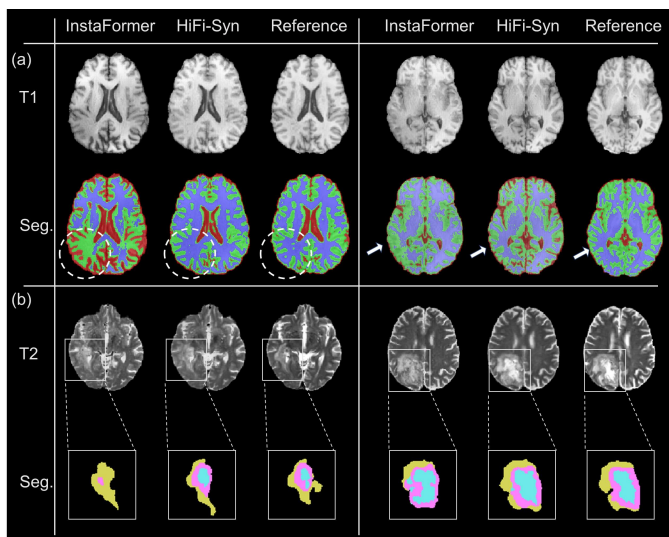 InstaFormer HiFi-Syn Reference InstaFormer HiFi-Syn Reference
(a)
T1
Seg.
(b)
T2
Seg.